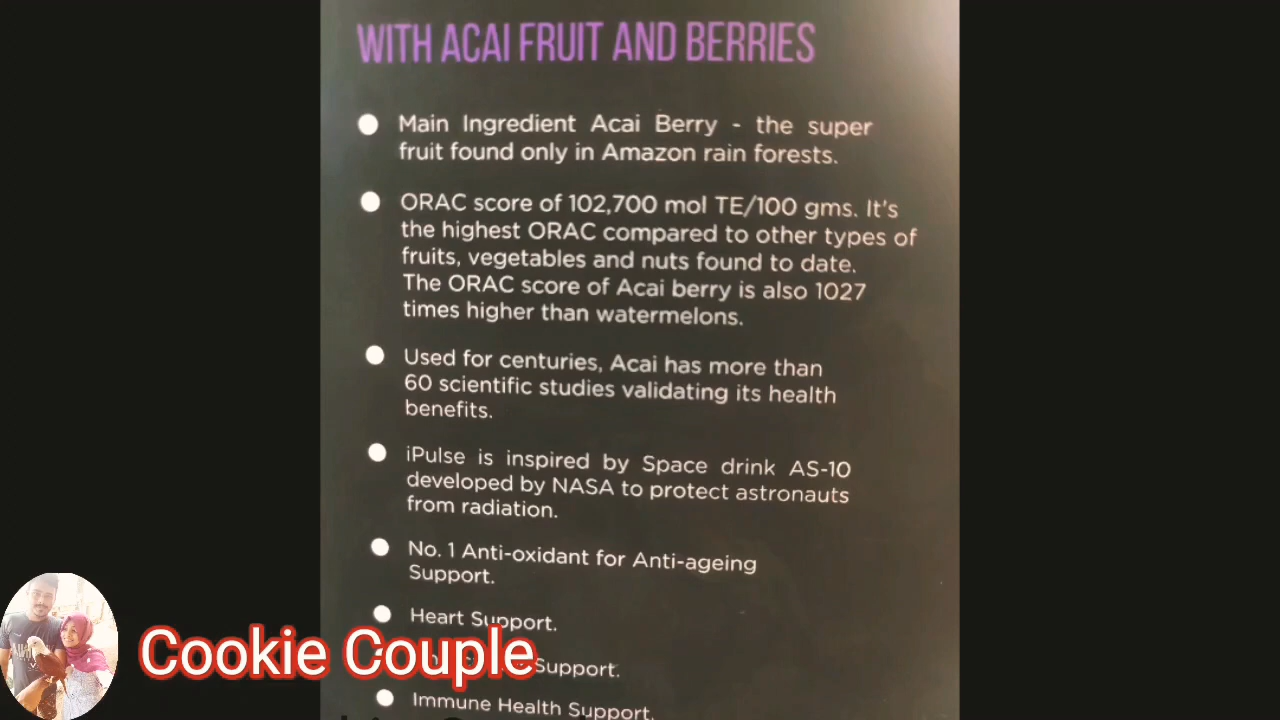 WITH ACAI FRUIT AND BERRIES
Main Ingredient Acai Berry - the super
fruit found only in Amazon rain forests.
ORAC score of 102,700 mol TE/100 gms. It's
the highest ORAC compared to other types of
fruits, vegetables and nuts found to date.
The ORAC score of Acai berry is also 1027
times higher than watermelons.
Used for centuries, Acai has more than
60 scientific studies validating its health
benefits.
iPulse is inspired by Space drink AS-10
developed by NASA to protect astronauts
from radiation.
No. 1 Anti-oxidant for Anti-ageing
Support.
Heart Support.
Support.
Immune Health Support.
Cookie Couple